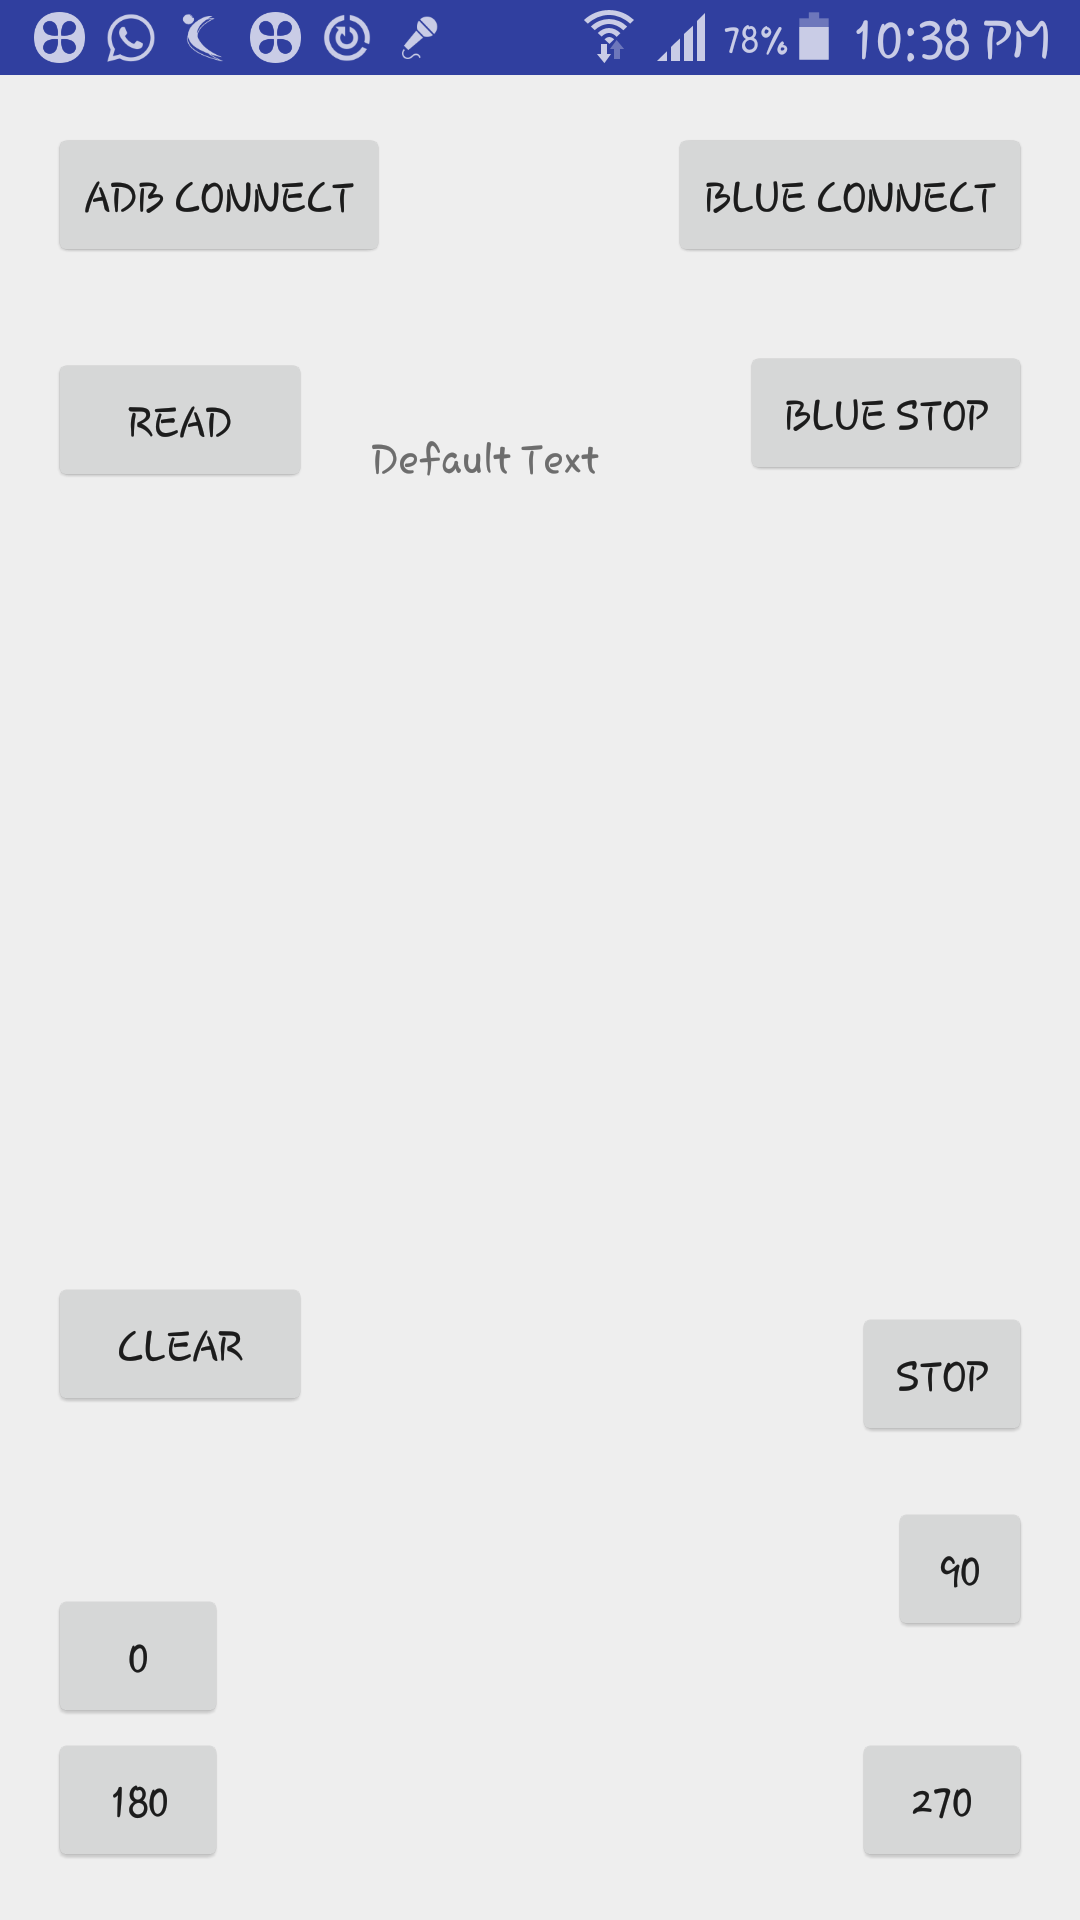 78% 10:38 PM
ADB CONNECT
BLUE CONNECT
READ
Default Text
BLUE STOP
CLEAR
STOP
90
0
180
270